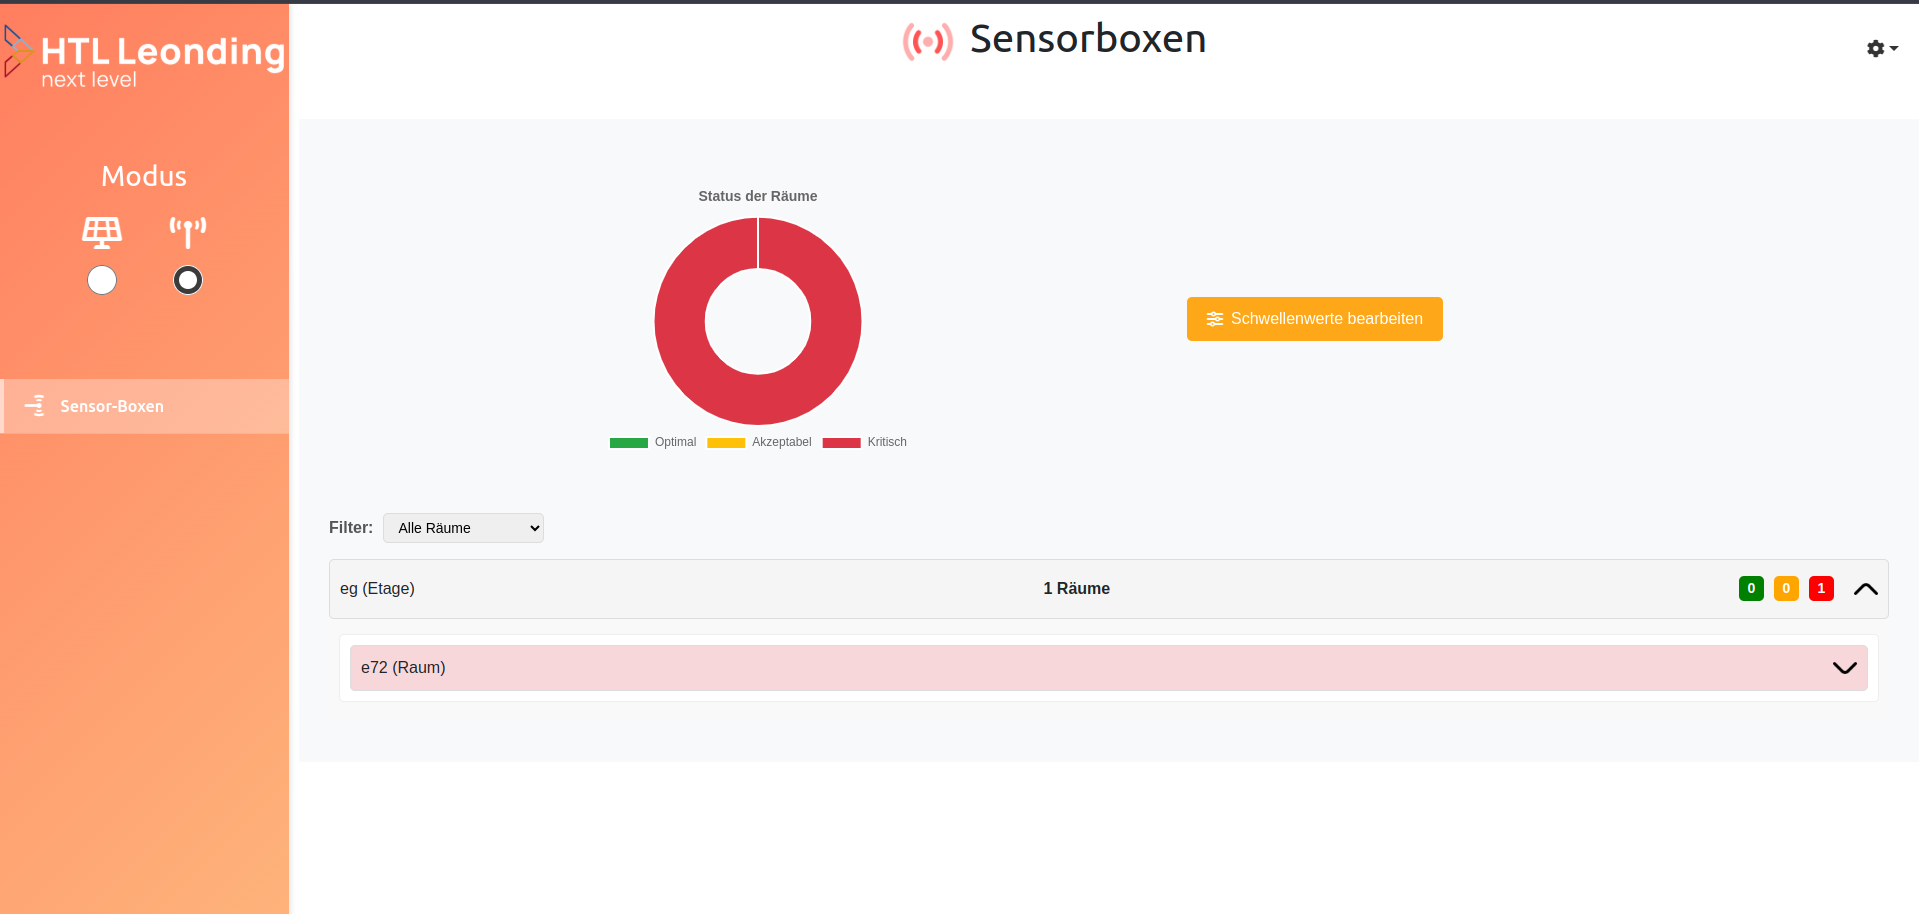 HTL Leonding
next level
Sensorboxen
Modus
Sensor-Boxen
Status der Räume
Optimal Akzeptabel Kritisch
Schwellenwerte bearbeiten
Filter: Alle Räume
eg (Etage) 1 Räume 0 0 1
e72 (Raum)